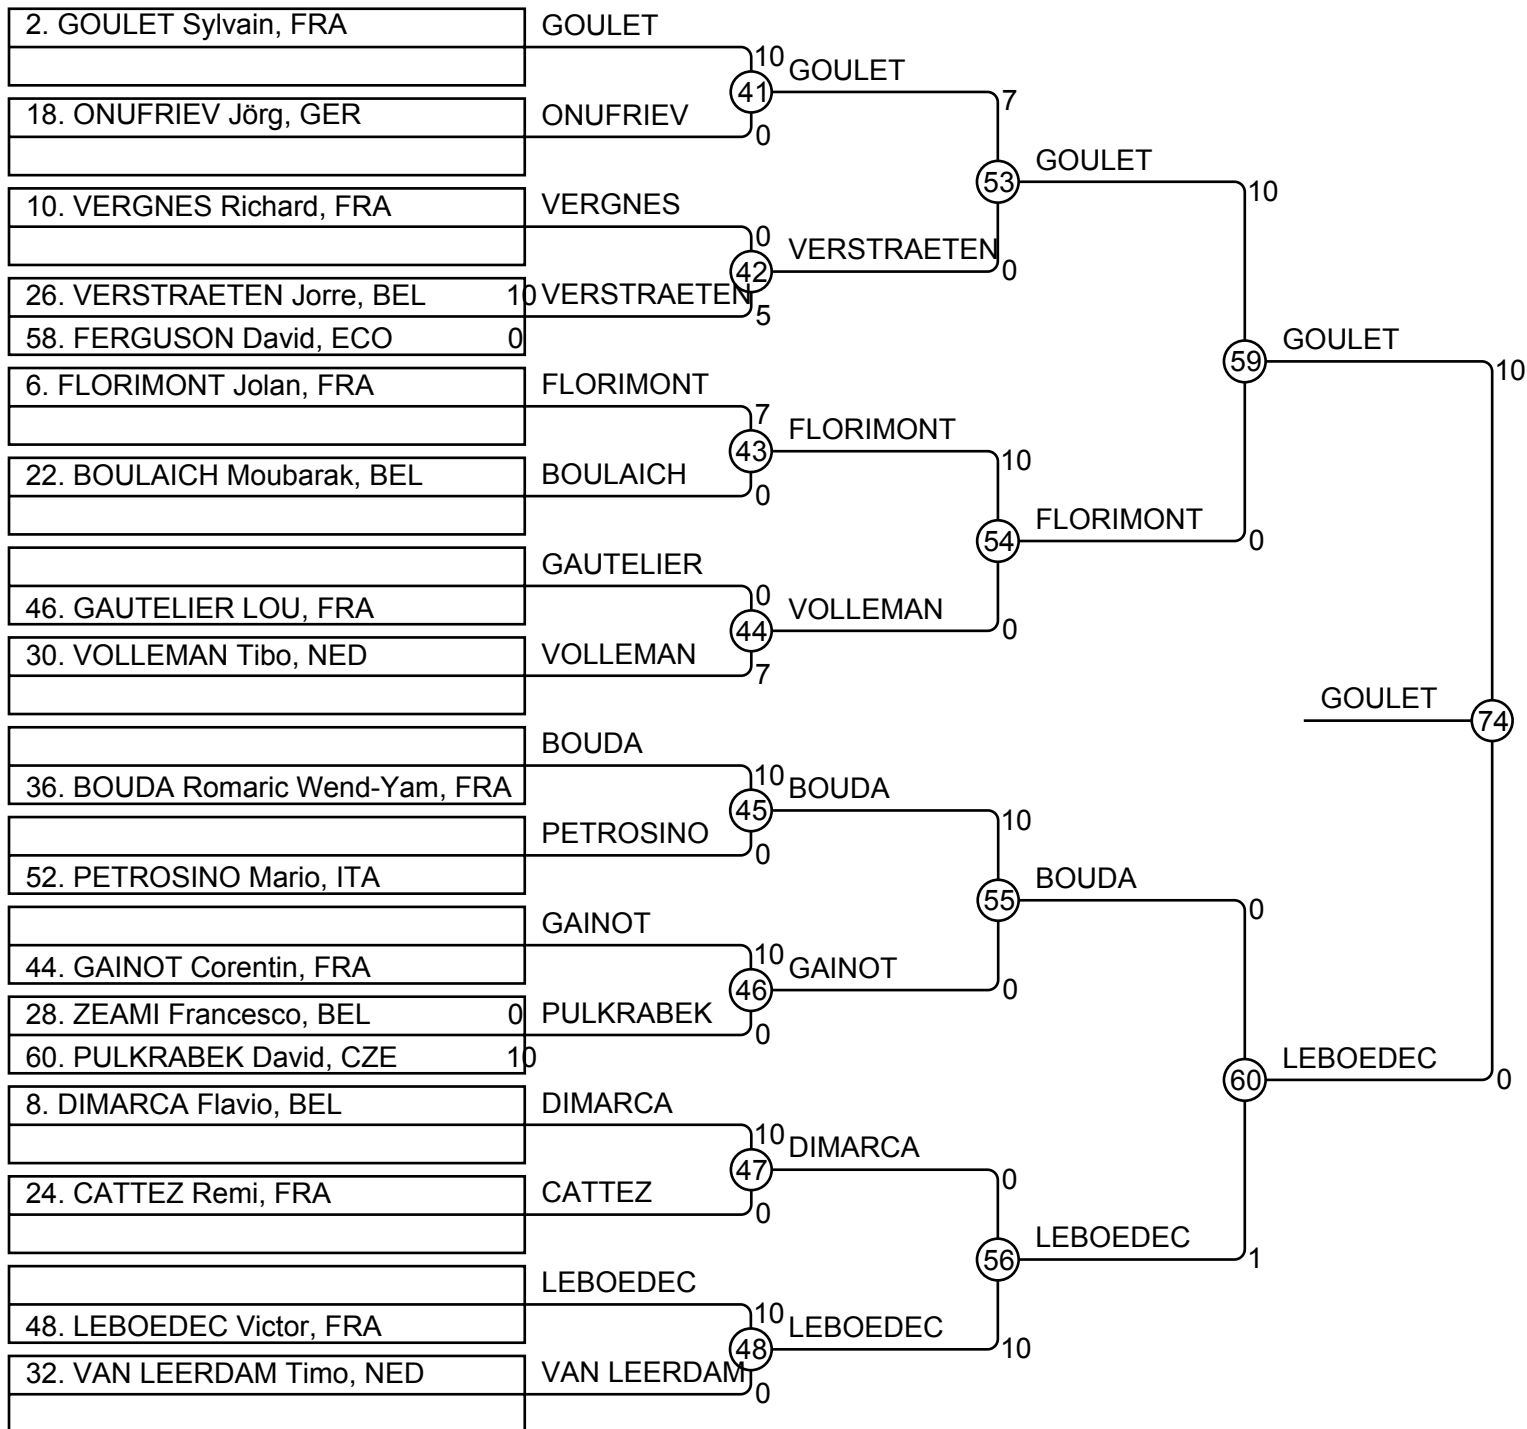 2. GOULET Sylvain, FRA
GOULET
10
GOULET
41
7
18. ONUFRIEV Jörg, GER
ONUFRIEV
0
53
GOULET
10
10. VERGNES Richard, FRA
VERGNES
0
VERSTRAETEN
42
0
26. VERSTRAETEN Jorre, BEL 10
VERSTRAETEN
5
58. FERGUSON David, ECO 0
59
GOULET
10
6. FLORIMONT Jolan, FRA
FLORIMONT
7
FLORIMONT
43
10
22. BOULAICH Moubarak, BEL
BOULAICH
0
54
FLORIMONT
0
GAUTELIER
0
46. GAUTELIER LOU, FRA
VOLLEMAN
44
0
30. VOLLEMAN Tibo, NED
VOLLEMAN
7
GOULET
74
BOUDA
10
36. BOUDA Romaric Wend-Yam, FRA
BOUDA
45
10
PETROSINO
0
52. PETROSINO Mario, ITA
55
BOUDA
0
GAINOT
10
44. GAINOT Corentin, FRA
GAINOT
46
0
28. ZEAMI Francesco, BEL 0
PULKRABEK
0
60. PULKRABEK David, CZE 10
60
LEBOEDEC
0
8. DIMARCA Flavio, BEL
DIMARCA
10
DIMARCA
47
0
24. CATTEZ Remi, FRA
CATTEZ
0
56
LEBOEDEC
1
LEBOEDEC
10
48. LEBOEDEC Victor, FRA
LEBOEDEC
48
10
32. VAN LEERDAM Timo, NED
VAN LEERDAM
0